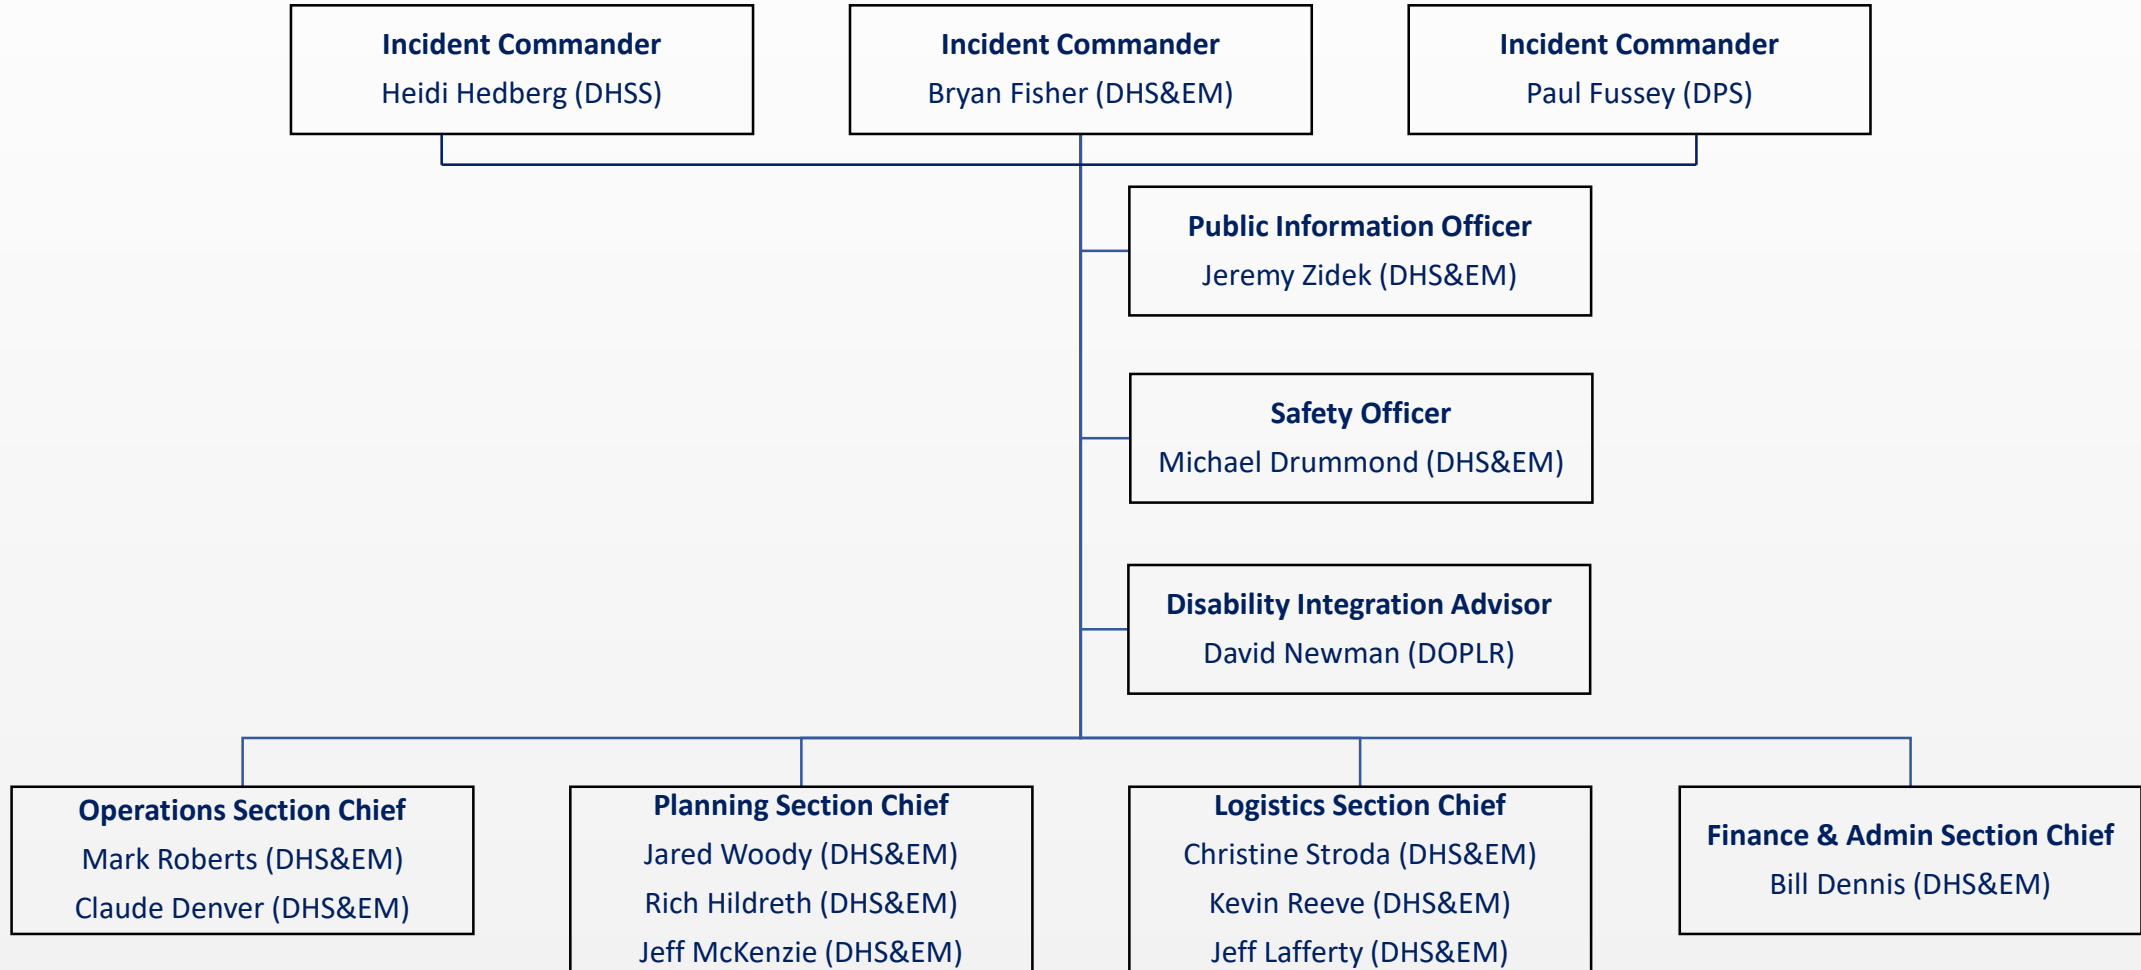 Incident Commander
Heidi Hedberg (DHSS)
Incident Commander
Bryan Fisher (DHS&EM)
Incident Commander
Paul Fussey (DPS)
Public Information Officer
Jeremy Zidek (DHS&EM)
Safety Officer
Michael Drummond (DHS&EM)
Disability Integration Advisor
David Newman (DOPLR)
Operations Section Chief
Mark Roberts (DHS&EM)
Claude Denver (DHS&EM)
Planning Section Chief
Jared Woody (DHS&EM)
Rich Hildreth (DHS&EM)
Jeff McKenzie (DHS&EM)
Logistics Section Chief
Christine Stroda (DHS&EM)
Kevin Reeve (DHS&EM)
Jeff Lafferty (DHS&EM)
Finance & Admin Section Chief
Bill Dennis (DHS&EM)